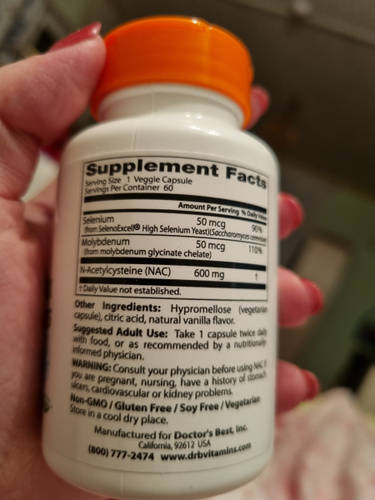 Supplement Facts
Serving Size 1 Veggie Capsule
Servings Per Container 60
Amount Per Serving % Daily Value
Selenium 50 mcg 90%
(from SelenoExcell® High Selenium Yeast)(Saccharomyces cerevisiae)
Molybdenum 50 mcg 110%
(from molybdenum glycinate chelate)
N-Acetylcysteine (NAC) 600 mg †
† Daily Value not established.
Other Ingredients: Hypromellose (vegetarian
capsule), citric acid, natural vanilla flavor.
Suggested Adult Use: Take 1 capsule twice daily
with food, or as recommended by a nutritionally-
informed physician.
WARNING: Consult your physician before using NAC if
you are pregnant, nursing, have a history of stomach
ulcers, cardiovascular or kidney problems.
Non-GMO / Gluten Free / Soy Free / Vegetarian
Store in a cool dry place.
Manufactured for Doctor's Best, Inc.
California, 92612 USA
(800) 777-2474 www.drbvitamins.com